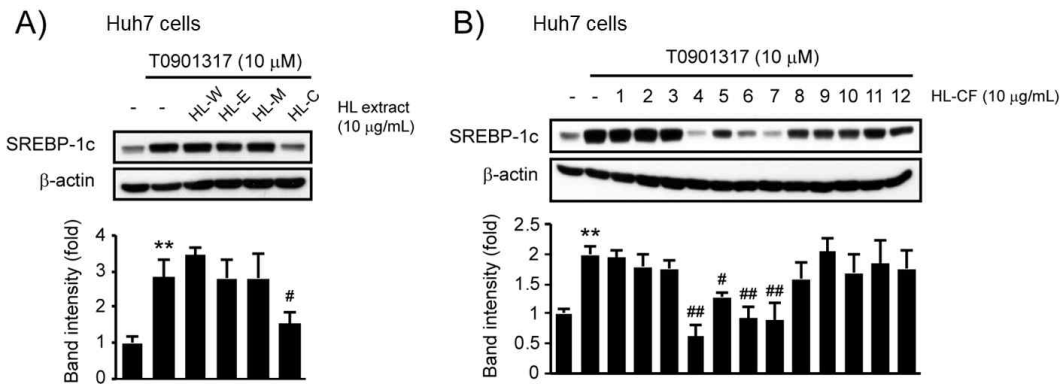 A) Huh7 cells
T0901317 (10 μM)
- - HL-W HL-E HL-M HL-C HL extract
(10 μg/mL)
SREBP-1c
β-actin
Band intensity (fold)
4
3
2
1
0
**
#
B) Huh7 cells
T0901317 (10 μM)
- - 1 2 3 4 5 6 7 8 9 10 11 12 HL-CF (10 μg/mL)
SREBP-1c
β-actin
Band intensity (fold)
2.5
2
1.5
1
0.5
0
**
##
#
##
##